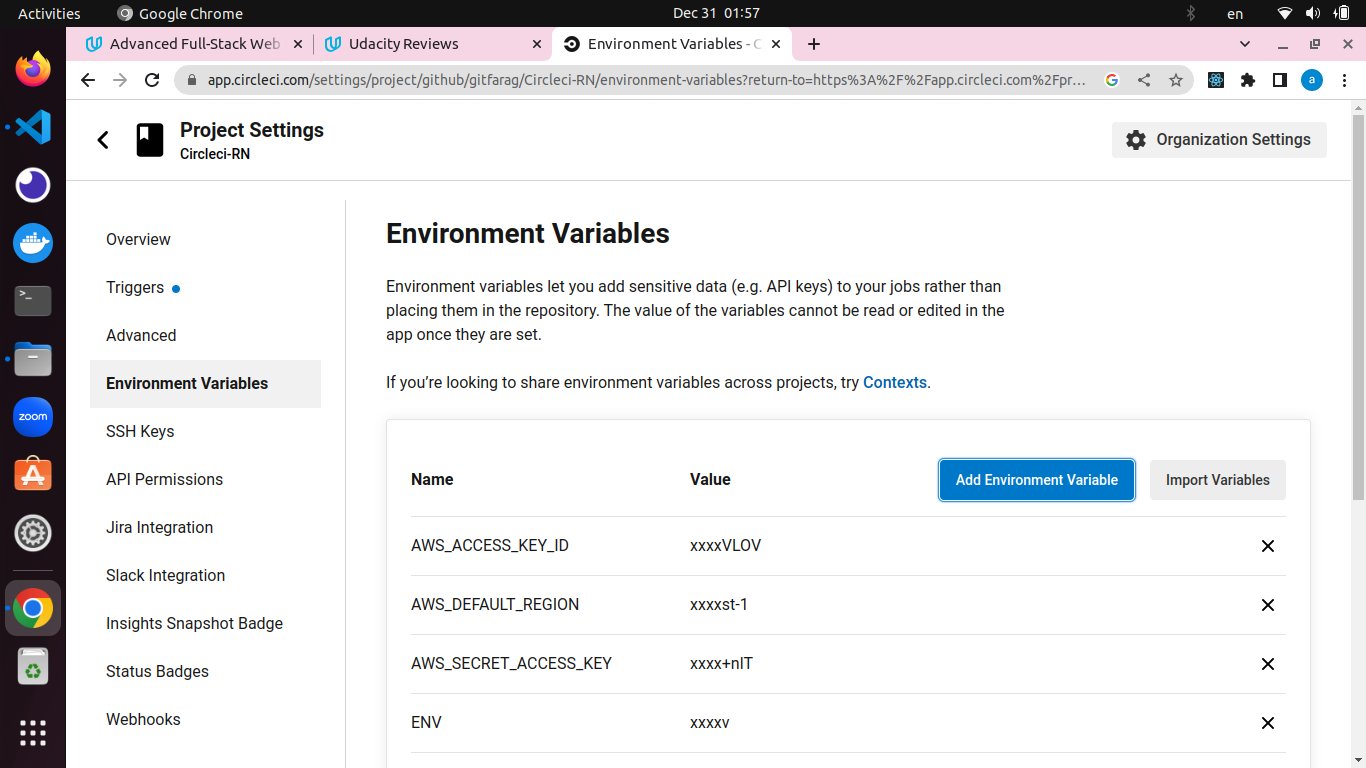 Activities
Google Chrome
Dec 31 01:57
en
Advanced Full-Stack Web
Udacity Reviews
Environment Variables - C
app.circleci.com/settings/project/github/gitfarag/Circleci-RN/environment-variables?return-to=https%3A%2F%2Fapp.circleci.com%2Fpr...
a
Project Settings
Circleci-RN
Organization Settings
Overview
Triggers
Advanced
Environment Variables
SSH Keys
API Permissions
Jira Integration
Slack Integration
Insights Snapshot Badge
Status Badges
Webhooks
zoom
Environment Variables
Environment variables let you add sensitive data (e.g. API keys) to your jobs rather than
placing them in the repository. The value of the variables cannot be read or edited in the
app once they are set.
If you’re looking to share environment variables across projects, try Contexts.
Name Value
Add Environment Variable
Import Variables
AWS_ACCESS_KEY_ID xxxxVLOV
AWS_DEFAULT_REGION xxxxst-1
AWS_SECRET_ACCESS_KEY xxxx+nIT
ENV xxxxv